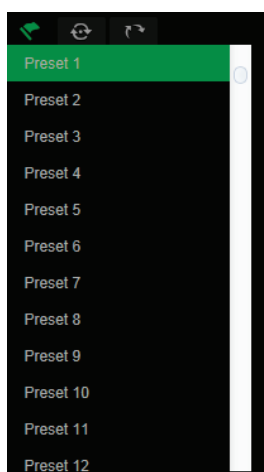 Preset 1
Preset 2
Preset 3
Preset 4
Preset 5
Preset 6
Preset 7
Preset 8
Preset 9
Preset 10
Preset 11
Preset 12